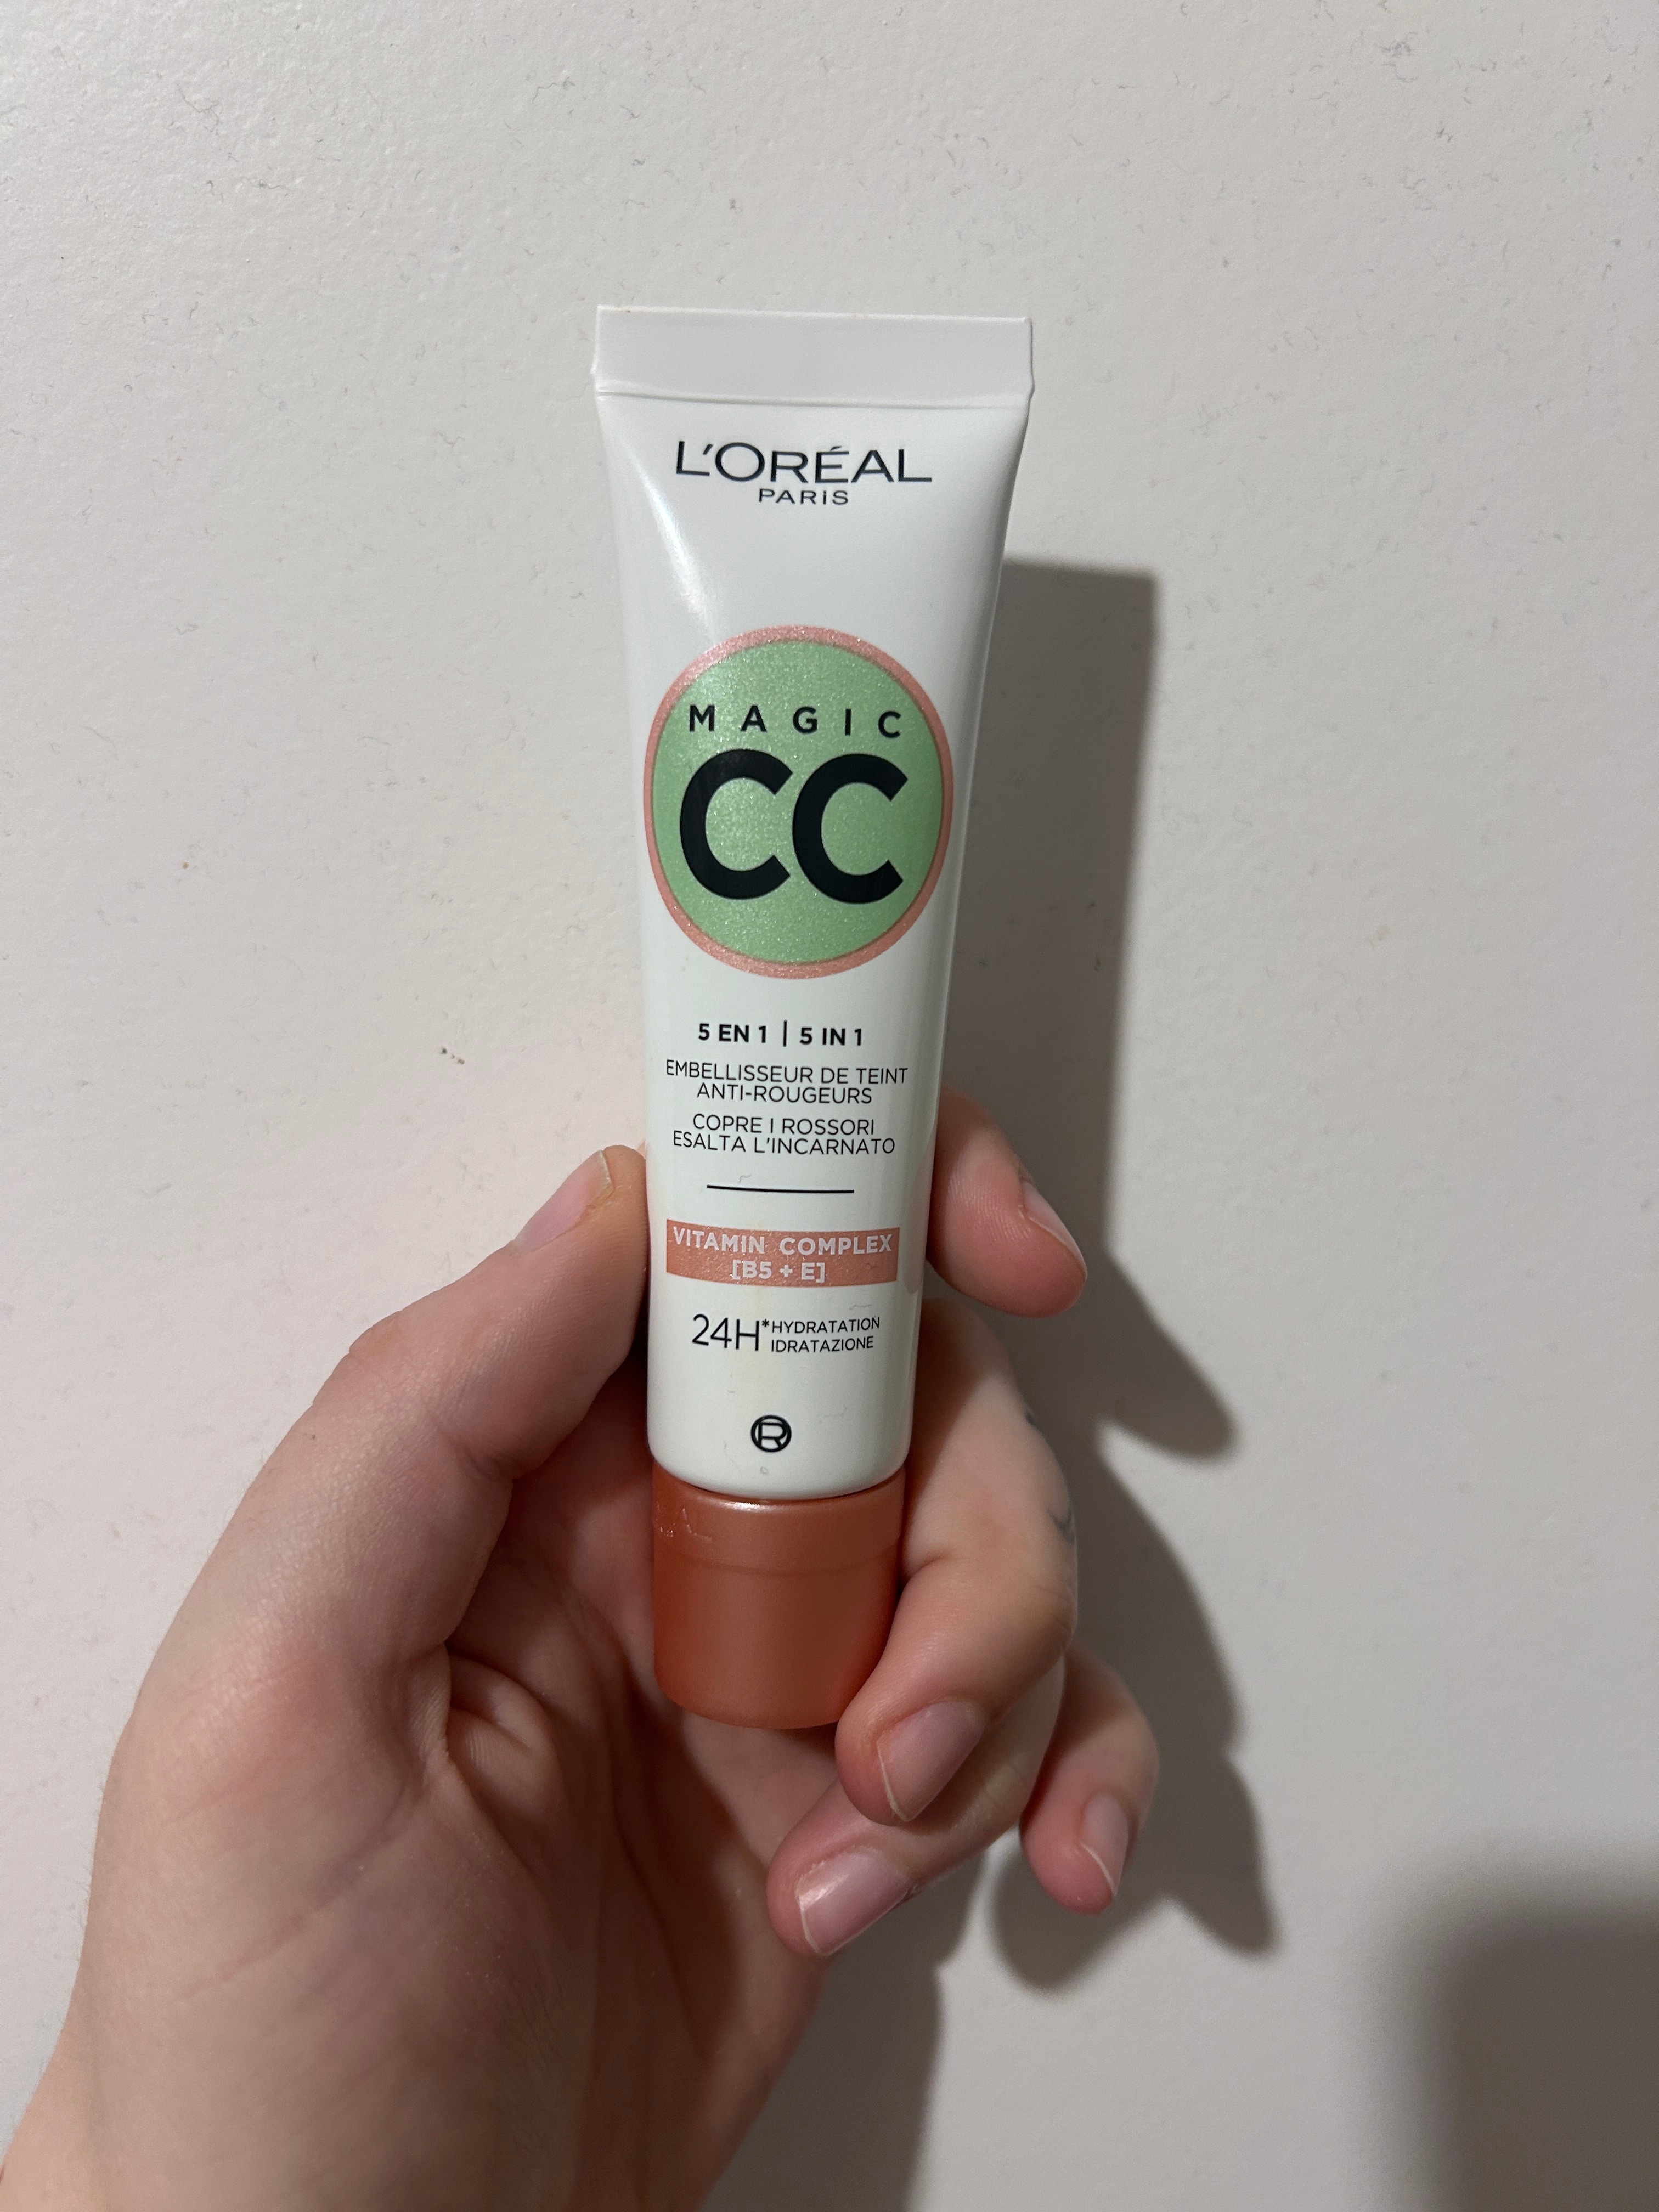 L'ORÉAL
PARiS
MAGIC
CC
5 EN 1 | 5 IN 1
EMBELLISSEUR DE TEINT
ANTI-ROUGEURS
COPRE I ROSSORI
ESALTA L'INCARNATO
VITAMIN COMPLEX
[B5 + E]
24H* HYDRATATION
IDRATAZIONE